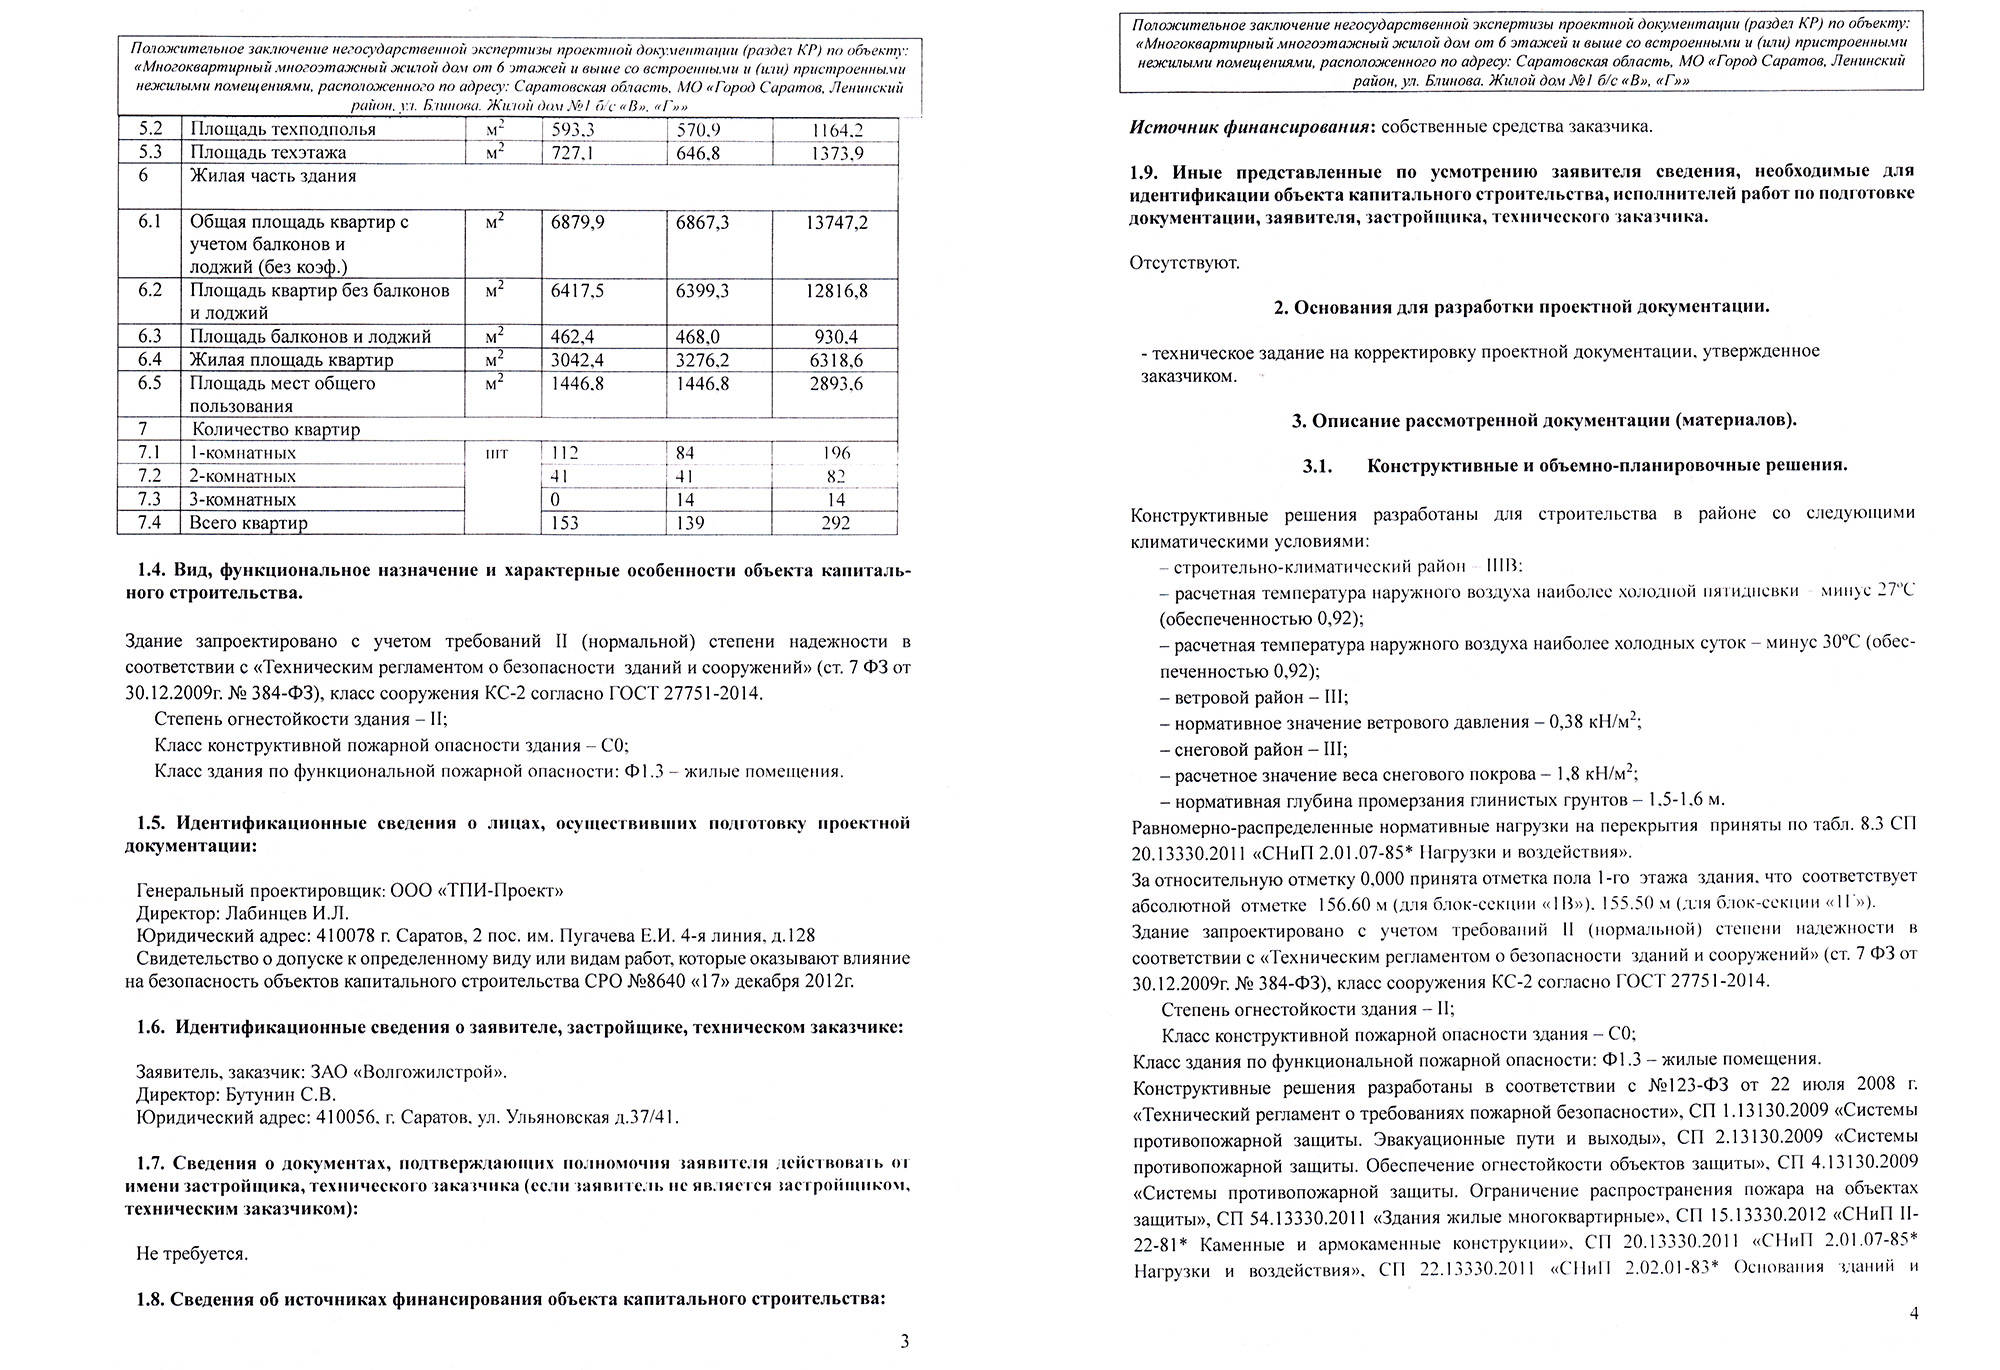 Положительное заключение негосударственной экспертизы проектной документации (раздел КР) по объекту:
«Многоквартирный многоэтажный жилой дом от 6 этажей и выше со встроенными и (или) пристроенными
нежилыми помещениями, расположенного по адресу: Саратовская область, МО «Город Саратов, Ленинский
район, ул. Блинова. Жилой дом №1 б/с «В», «Г»»
5.2 Площадь техподполья м2 593,3 570,9 1164,2
5.3 Площадь техэтажа м2 727,1 646,8 1373,9
6 Жилая часть здания
6.1 Общая площадь квартир с м2 6879,9 6867,3 13747,2
учетом балконов и
лоджий (без коэф.)
6.2 Площадь квартир без балконов м2 6417,5 6399,3 12816,8
и лоджий
6.3 Площадь балконов и лоджий м2 462,4 468,0 930,4
6.4 Жилая площадь квартир м2 3042,4 3276,2 6318,6
6.5 Площадь мест общего м2 1446,8 1446,8 2893,6
пользования
7 Количество квартир
7.1 1-комнатных шт 112 84 196
7.2 2-комнатных 41 41 82
7.3 3-комнатных 0 14 14
7.4 Всего квартир 153 139 292
1.4. Вид, функциональное назначение и характерные особенности объекта капиталь-
ного строительства.
Здание запроектировано с учетом требований II (нормальной) степени надежности в
соответствии с «Техническим регламентом о безопасности зданий и сооружений» (ст. 7 ФЗ от
30.12.2009г. № 384-ФЗ), класс сооружения КС-2 согласно ГОСТ 27751-2014.
Степень огнестойкости здания – II;
Класс конструктивной пожарной опасности здания – С0;
Класс здания по функциональной пожарной опасности: Ф1.3 – жилые помещения.
1.5. Идентификационные сведения о лицах, осуществивших подготовку проектной
документации:
Генеральный проектировщик: ООО «ТПИ-Проект»
Директор: Лабинцев И.Л.
Юридический адрес: 410078 г. Саратов, 2 пос. им. Пугачева Е.И. 4-я линия, д.128
Свидетельство о допуске к определенному виду или видам работ, которые оказывают влияние
на безопасность объектов капитального строительства СРО №8640 «17» декабря 2012г.
1.6. Идентификационные сведения о заявителе, застройщике, техническом заказчике:
Заявитель, заказчик: ЗАО «Волгожилстрой».
Директор: Бутунин С.В.
Юридический адрес: 410056, г. Саратов, ул. Ульяновская д.37/41.
1.7. Сведения о документах, подтверждающих полномочия заявителя действовать от
имени застройщика, технического заказчика (если заявитель не является застройщиком,
техническим заказчиком):
Не требуется.
1.8. Сведения об источниках финансирования объекта капитального строительства:
3
Положительное заключение негосударственной экспертизы проектной документации (раздел КР) по объекту:
«Многоквартирный многоэтажный жилой дом от 6 этажей и выше со встроенными и (или) пристроенными
нежилыми помещениями, расположенного по адресу: Саратовская область, МО «Город Саратов, Ленинский
район, ул. Блинова. Жилой дом №1 б/с «В», «Г»»
Источник финансирования: собственные средства заказчика.
1.9. Иные представленные по усмотрению заявителя сведения, необходимые для
идентификации объекта капитального строительства, исполнителей работ по подготовке
документации, заявителя, застройщика, технического заказчика.
Отсутствуют.
2. Основания для разработки проектной документации.
- техническое задание на корректировку проектной документации, утвержденное
заказчиком.
3. Описание рассмотренной документации (материалов).
3.1. Конструктивные и объемно-планировочные решения.
Конструктивные решения разработаны для строительства в районе со следующими
климатическими условиями:
– строительно-климатический район – IIIВ;
– расчетная температура наружного воздуха наиболее холодной пятидневки – минус 27ºС
(обеспеченностью 0,92);
– расчетная температура наружного воздуха наиболее холодных суток – минус 30ºС (обес-
печенностью 0,92);
– ветровой район – III;
– нормативное значение ветрового давления – 0,38 кН/м2;
– снеговой район – III;
– расчетное значение веса снегового покрова – 1,8 кН/м2;
– нормативная глубина промерзания глинистых грунтов – 1,5-1,6 м.
Равномерно-распределенные нормативные нагрузки на перекрытия приняты по табл. 8.3 СП
20.13330.2011 «СНиП 2.01.07-85* Нагрузки и воздействия».
За относительную отметку 0,000 принята отметка пола 1-го этажа здания, что соответствует
абсолютной отметке 156.60 м (для блок-секции «1В»), 155.50 м (для блок-секции «1Г»).
Здание запроектировано с учетом требований II (нормальной) степени надежности в
соответствии с «Техническим регламентом о безопасности зданий и сооружений» (ст. 7 ФЗ от
30.12.2009г. № 384-ФЗ), класс сооружения КС-2 согласно ГОСТ 27751-2014.
Степень огнестойкости здания – II;
Класс конструктивной пожарной опасности здания – С0;
Класс здания по функциональной пожарной опасности: Ф1.3 – жилые помещения.
Конструктивные решения разработаны в соответствии с №123-ФЗ от 22 июля 2008 г.
«Технический регламент о требованиях пожарной безопасности», СП 1.13130.2009 «Системы
противопожарной защиты. Эвакуационные пути и выходы», СП 2.13130.2009 «Системы
противопожарной защиты. Обеспечение огнестойкости объектов защиты», СП 4.13130.2009
«Системы противопожарной защиты. Ограничение распространения пожара на объектах
защиты», СП 54.13330.2011 «Здания жилые многоквартирные», СП 15.13330.2012 «СНиП II-
22-81* Каменные и армокаменные конструкции», СП 20.13330.2011 «СНиП 2.01.07-85*
Нагрузки и воздействия», СП 22.13330.2011 «СНиП 2.02.01-83* Основания зданий и
4